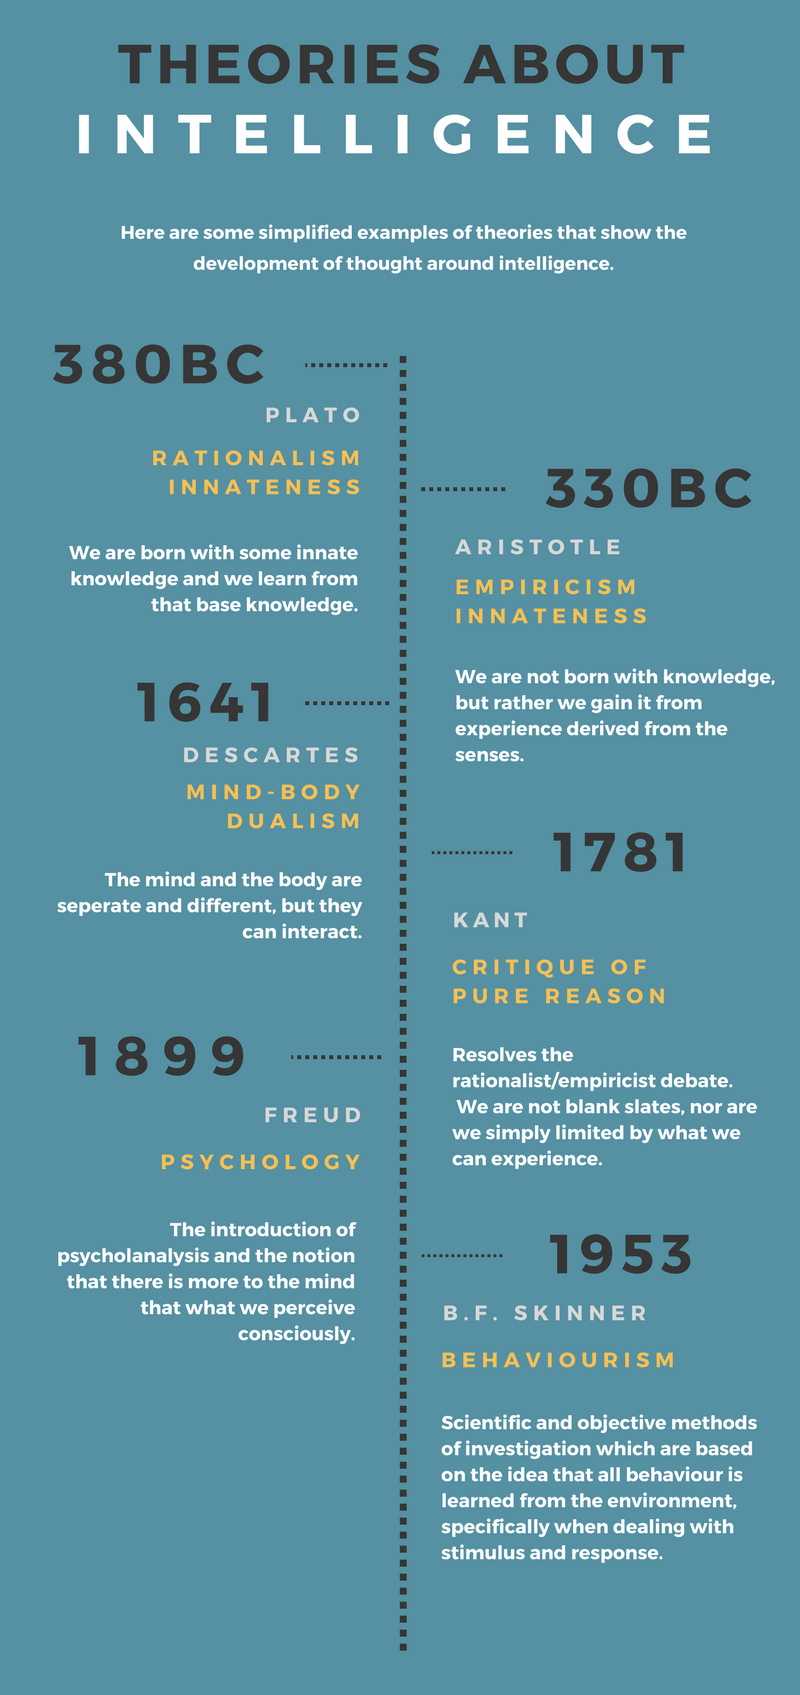 THEORIES ABOUT
INTELLIGENCE
Here are some simplified examples of theories that show the
development of thought around intelligence.
380BC
PLATO
RATIONALISM
INNATENESS
We are born with some innate
knowledge and we learn from
that base knowledge.
330BC
ARISTOTLE
EMPIRICISM
INNATENESS
We are not born with knowledge,
but rather we gain it from
experience derived from the
senses.
1641
DESCARTES
MIND-BODY
DUALISM
The mind and the body are
seperate and different, but they
can interact.
1781
KANT
CRITIQUE OF
PURE REASON
Resolves the
rationalist/empiricist debate.
We are not blank slates, nor are
we simply limited by what we
can experience.
1899
FREUD
PSYCHOLOGY
The introduction of
psycholanalysis and the notion
that there is more to the mind
that what we perceive
consciously.
1953
B.F. SKINNER
BEHAVIOURISM
Scientific and objective methods
of investigation which are based
on the idea that all behaviour is
learned from the environment,
specifically when dealing with
stimulus and response.